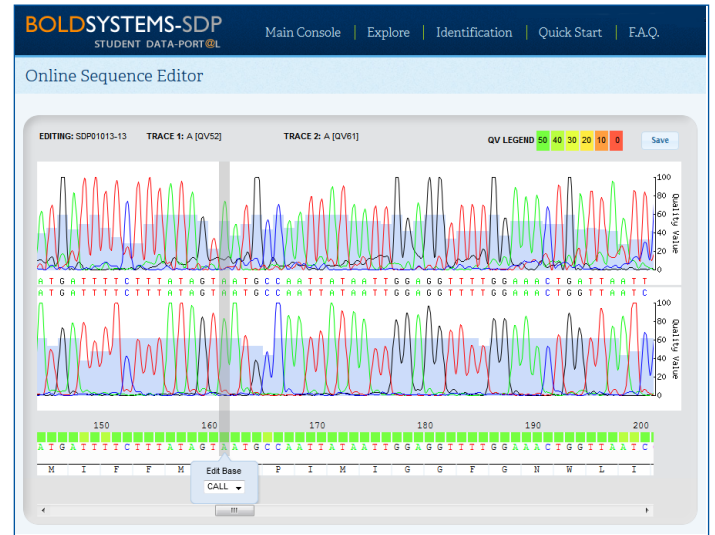 BOLDSYSTEMS-SDP
STUDENT DATA-PORT@L
Main Console | Explore | Identification | Quick Start | F.A.Q.
Online Sequence Editor
EDITING: SDP01013-13 TRACE 1: A [QV52] TRACE 2: A [QV61] QV LEGEND 50 40 30 20 10 0 Save
100
80
60
40
20
0
Quality Value
A T G A T T T T C T T T A T A G T A A T G C C A A T T A T A A T T G G A G G T T T T G G A A A C T G A T T A A T T
A T G A T T T T C T T T A T A G T A A T G C C A A T T A T A A T T G G A G G T T T T G G A A A C T G G T T A A T C
100
80
60
40
20
0
Quality Value
150 160 170 180 190 200
A T G A T T T T C T T T A T A G T A A T G C C A A T T A T A A T T G G A G G T T T T G G A A A C T G G T T A A T C
M I F F M P I M I G G F G N W L I
Edit Base
CALL